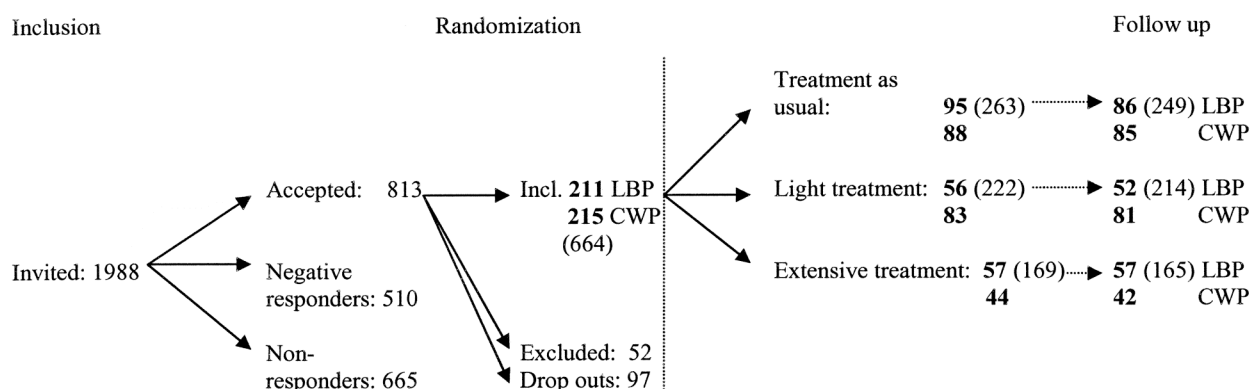 Inclusion
Randomization
Follow up
Invited: 1988
Accepted: 813
Negative
responders: 510
Non-
responders: 665
Incl. 211 LBP
215 CWP
(664)
Excluded: 52
Drop outs: 97
Treatment as
usual: 95 (263) 86 (249) LBP
88 85 CWP
Light treatment: 56 (222) 52 (214) LBP
83 81 CWP
Extensive treatment: 57 (169) 57 (165) LBP
44 42 CWP